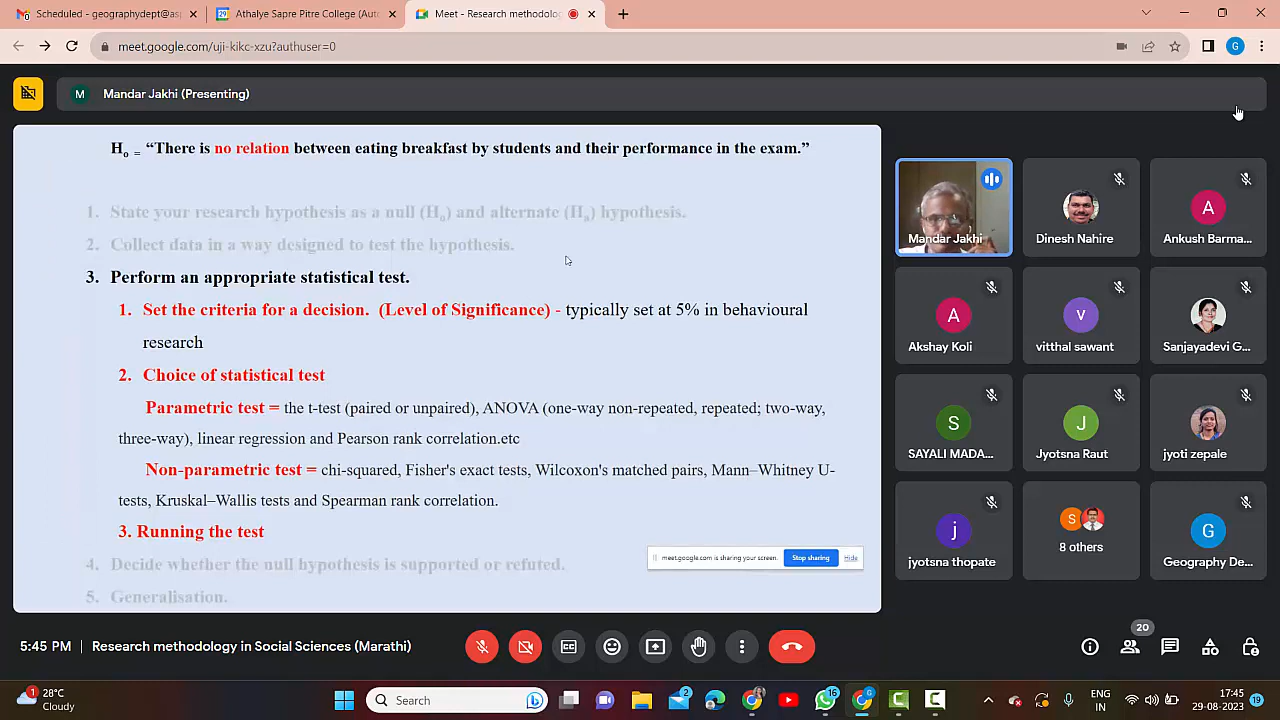 Scheduled - geographydept@asp
Athalye Sapre Pitre College (Auto
Meet - Research methodolo
meet.google.com/uji-kikc-xzu?authuser=0
G
M Mandar Jakhi (Presenting)
H0 = “There is no relation between eating breakfast by students and their performance in the exam.”
1. State your research hypothesis as a null (H0) and alternate (Ha) hypothesis.
2. Collect data in a way designed to test the hypothesis.
3. Perform an appropriate statistical test.
1. Set the criteria for a decision. (Level of Significance) - typically set at 5% in behavioural
research
2. Choice of statistical test
Parametric test = the t-test (paired or unpaired), ANOVA (one-way non-repeated, repeated; two-way,
three-way), linear regression and Pearson rank correlation.etc
Non-parametric test = chi-squared, Fisher's exact tests, Wilcoxon's matched pairs, Mann–Whitney U-
tests, Kruskal–Wallis tests and Spearman rank correlation.
3. Running the test
4. Decide whether the null hypothesis is supported or refuted.
5. Generalisation.
meet.google.com is sharing your screen. Stop sharing Hide
Mandar Jakhi
Dinesh Nahire
A
Ankush Barma...
A
Akshay Koli
v
vitthal sawant
Sanjayadevi G...
S
SAYALI MADA...
J
Jyotsna Raut
jyoti zepale
j
jyotsna thopate
S
8 others
G
Geography De...
5:45 PM | Research methodology in Social Sciences (Marathi)
20
1
28°C
Cloudy
Search
2
16
ENG
IN
17:45
29-08-2023
19